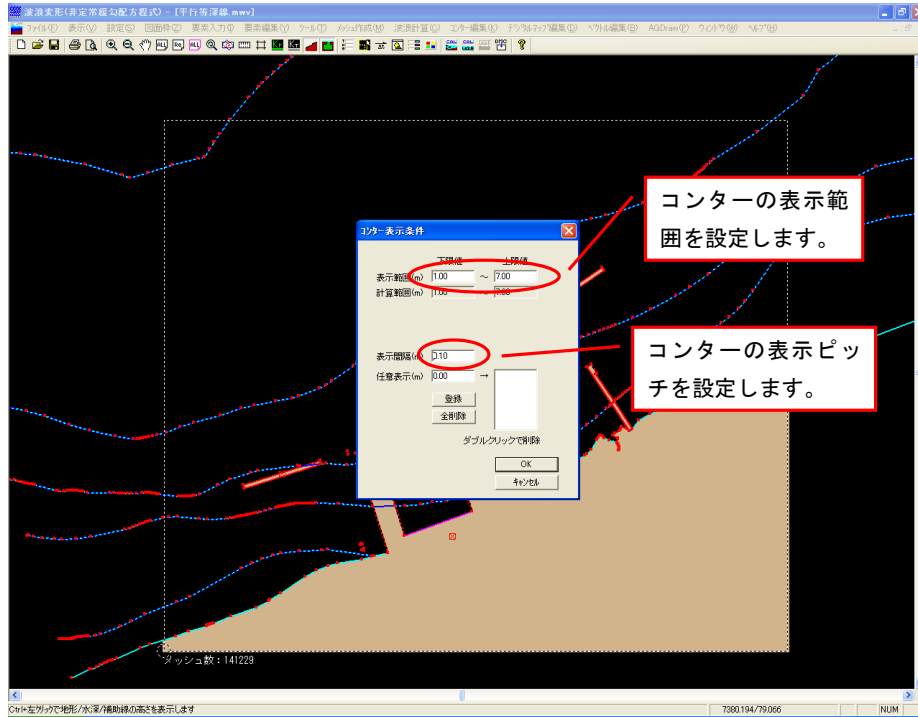 波浪変形(非定常緩勾配方程式) - [平行等深線.mwv]
ファイル(F) 表示(V) 設定(S) 図面枠(Z) 要素入力(I) 要素編集(Y) ツール(T) メッシュ作成(M) 波浪計算(C) コンター編集(K) デジタルマップ編集(D) ベクトル編集(B) AGDraw(P) ウインドウ(W) ヘルプ(H)
コンターの表示範
囲を設定します。
コンター表示条件
下限値 上限値
表示範囲(m) 1.00 ～ 7.00
計算範囲(m) 1.00 ～ 7.00
コンターの表示ピッ
チを設定します。
表示間隔(m) 0.10
任意表示(m) 0.00 →
登録
全削除
ダブルクリックで削除
OK
キャンセル
メッシュ数：141229
Ctrl+左クリックで地形/水深/補助線の高さを表示します 7380.194/79.066 NUM